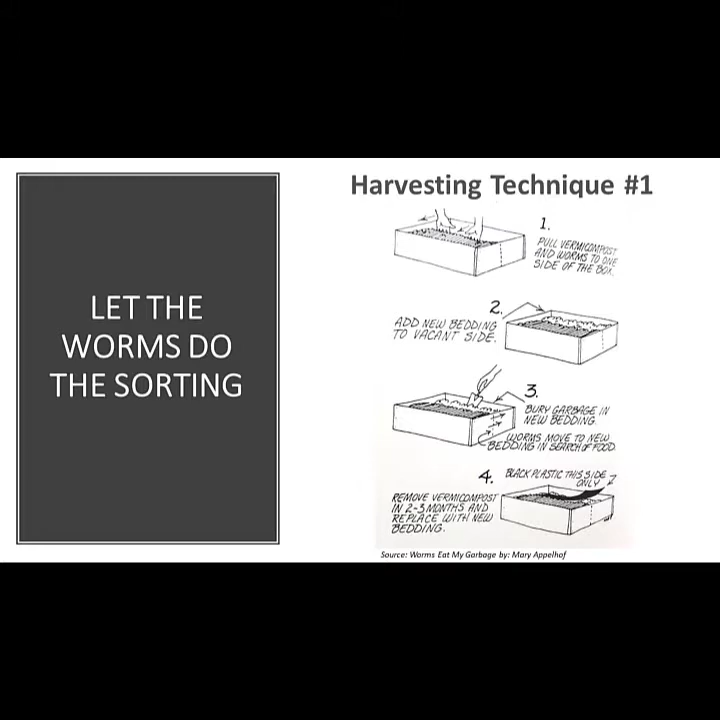 LET THE
WORMS DO
THE SORTING
Harvesting Technique #1
1.
PULL VERMICOMPOST
AND WORMS TO ONE
SIDE OF THE BOX.
2.
ADD NEW BEDDING
TO VACANT SIDE.
3.
BURY GARBAGE IN
NEW BEDDING.
WORMS MOVE TO NEW
BEDDING IN SEARCH OF FOOD.
4.
BLACK PLASTIC THIS SIDE
ONLY
REMOVE VERMICOMPOST
IN 2-3 MONTHS AND
REPLACE WITH NEW
BEDDING.
Source: Worms Eat My Garbage by: Mary Appelhof